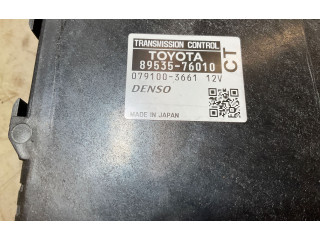 TRANSMISSION CONTROL
TOYOTA
89535-76010
CT
079100-3661 12V
DENSO
MADE IN JAPAN